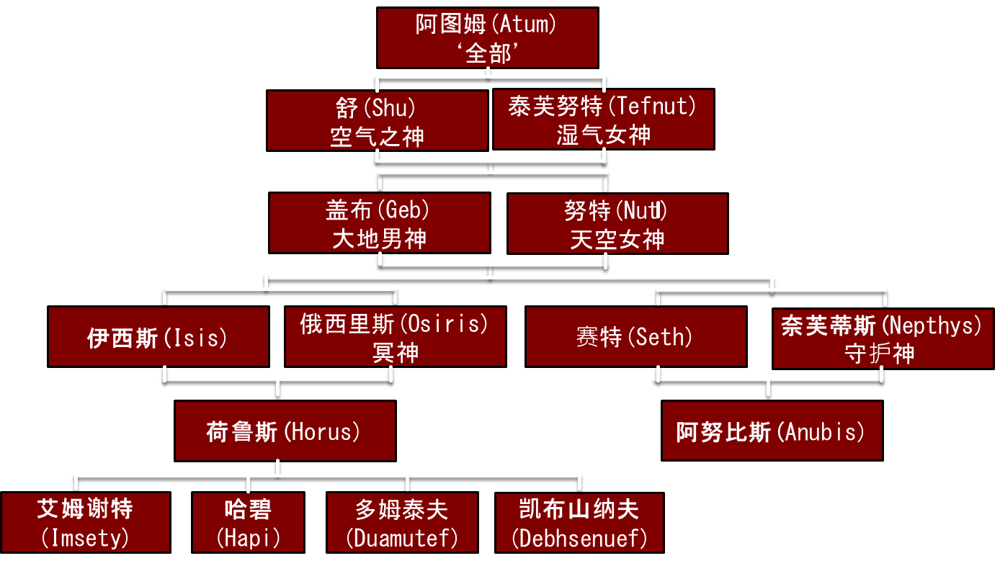 阿图姆(Atum)
‘全部’
舒(Shu)
空气之神
泰芙努特(Tefnut)
湿气女神
盖布(Geb)
大地男神
努特(Nut)
天空女神
伊西斯(Isis)
俄西里斯(Osiris)
冥神
赛特(Seth)
奈芙蒂斯(Nepthys)
守护神
荷鲁斯(Horus)
阿努比斯(Anubis)
艾姆谢特
(Imsety)
哈碧
(Hapi)
多姆泰夫
(Duamutef)
凯布山纳夫
(Debhsenuef)